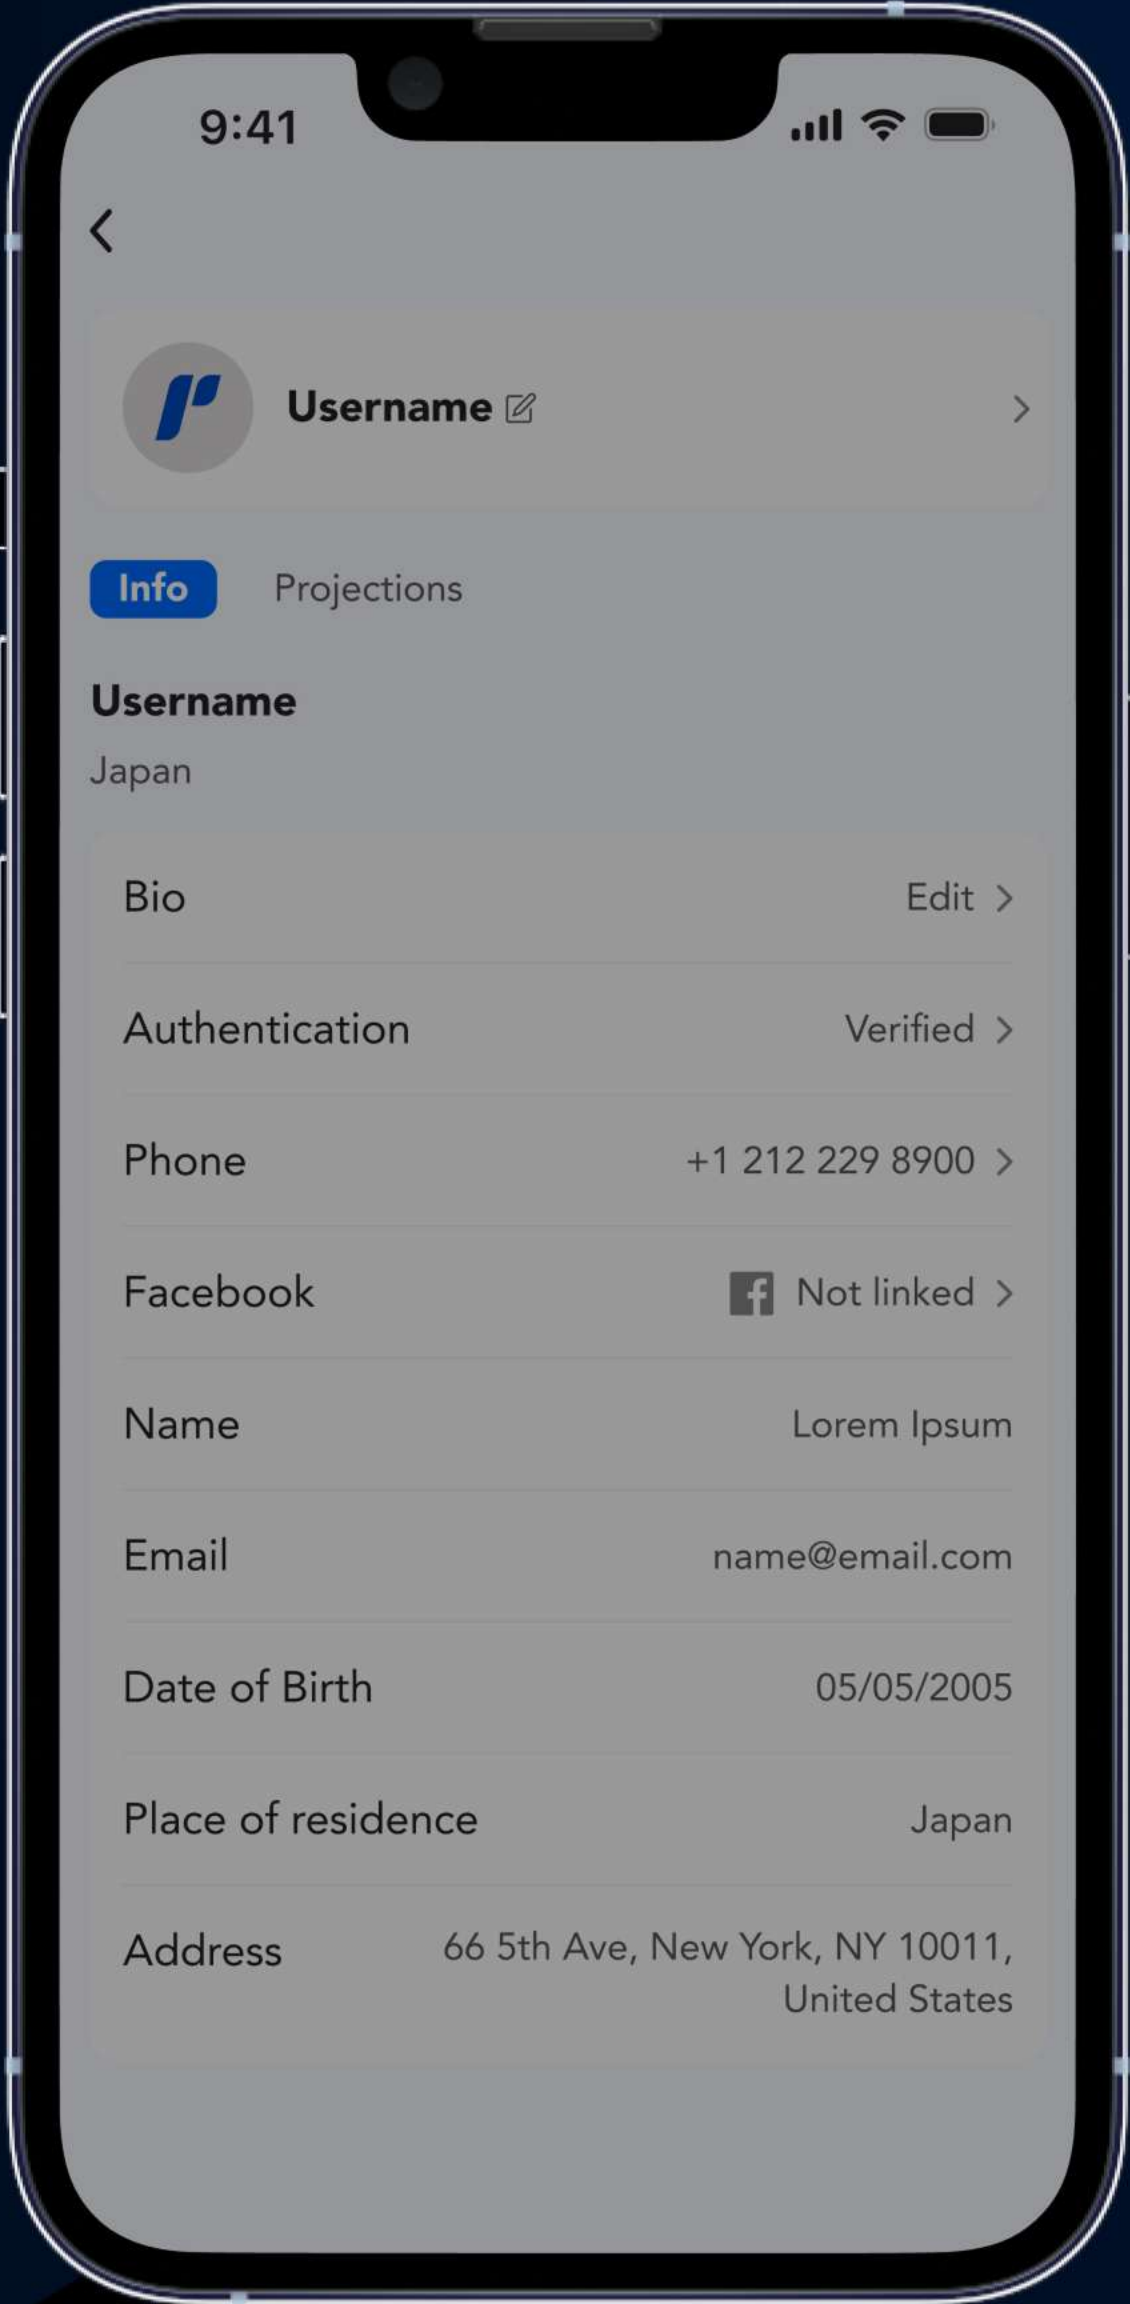 9:41
Username
Info Projections
Username
Japan
Bio Edit
Authentication Verified
Phone +1 212 229 8900
Facebook Not linked
Name Lorem Ipsum
Email name@email.com
Date of Birth 05/05/2005
Place of residence Japan
Address 66 5th Ave, New York, NY 10011,
United States